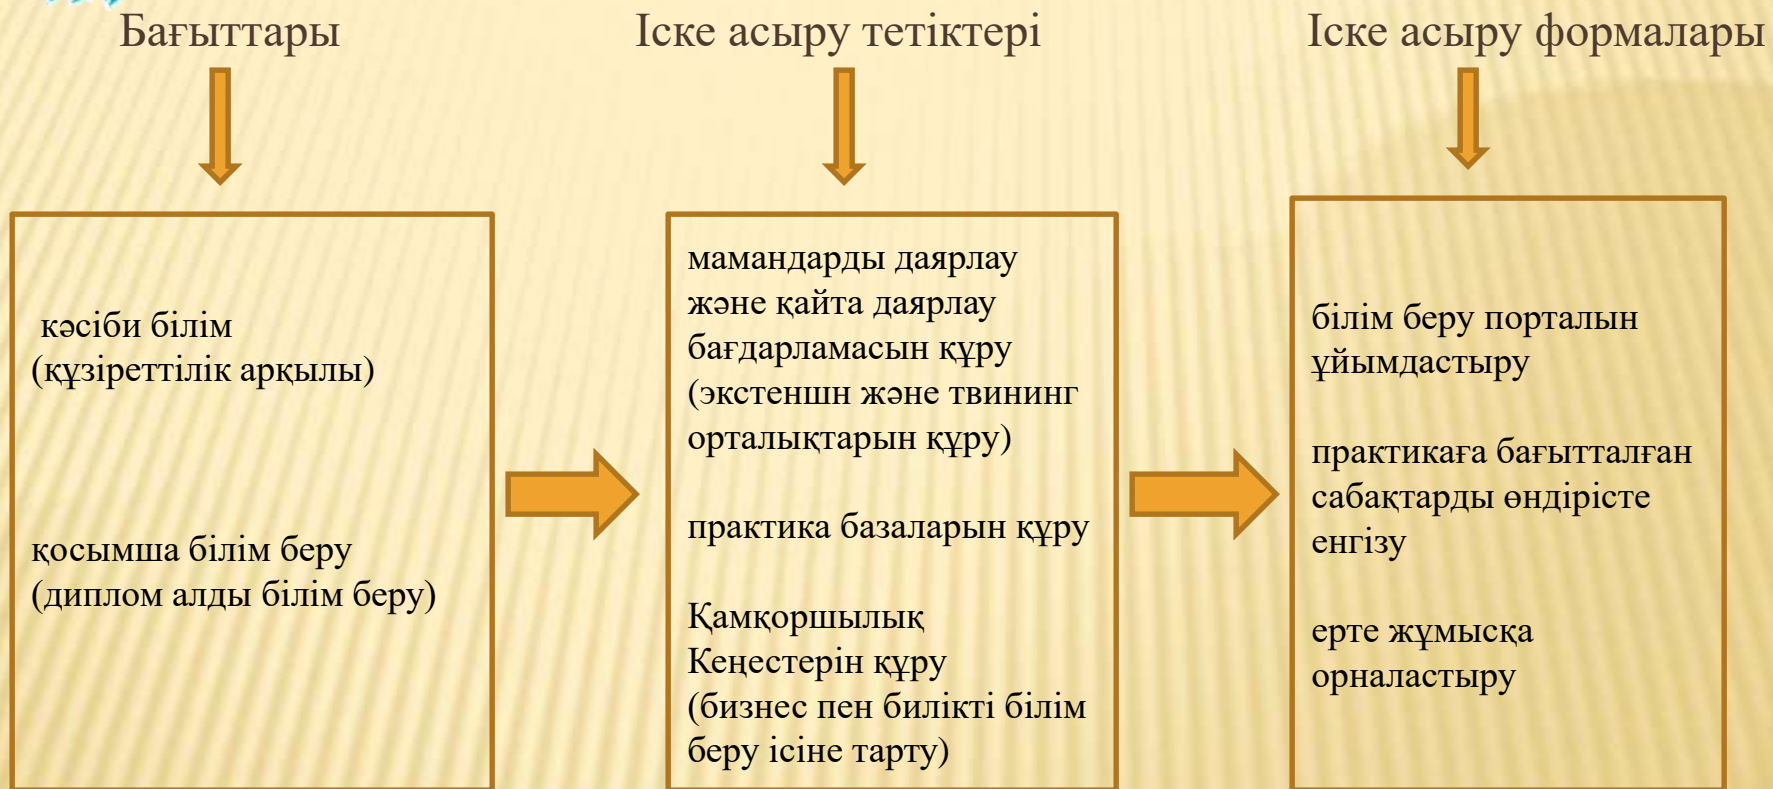 Бағыттары
Іске асыру тетіктері
Іске асыру формалары
кәсіби білім
(құзіреттілік арқылы)
қосымша білім беру
(диплом алды білім беру)
мамандарды даярлау
және қайта даярлау
бағдарламасын құру
(экстеншн және твининг
орталықтарын құру)
практика базаларын құру
Қамқоршылық
Кеңестерін құру
(бизнес пен билікті білім
беру ісіне тарту)
білім беру порталын
ұйымдастыру
практикаға бағытталған
сабақтарды өндірісте
енгізу
ерте жұмысқа
орналастыру